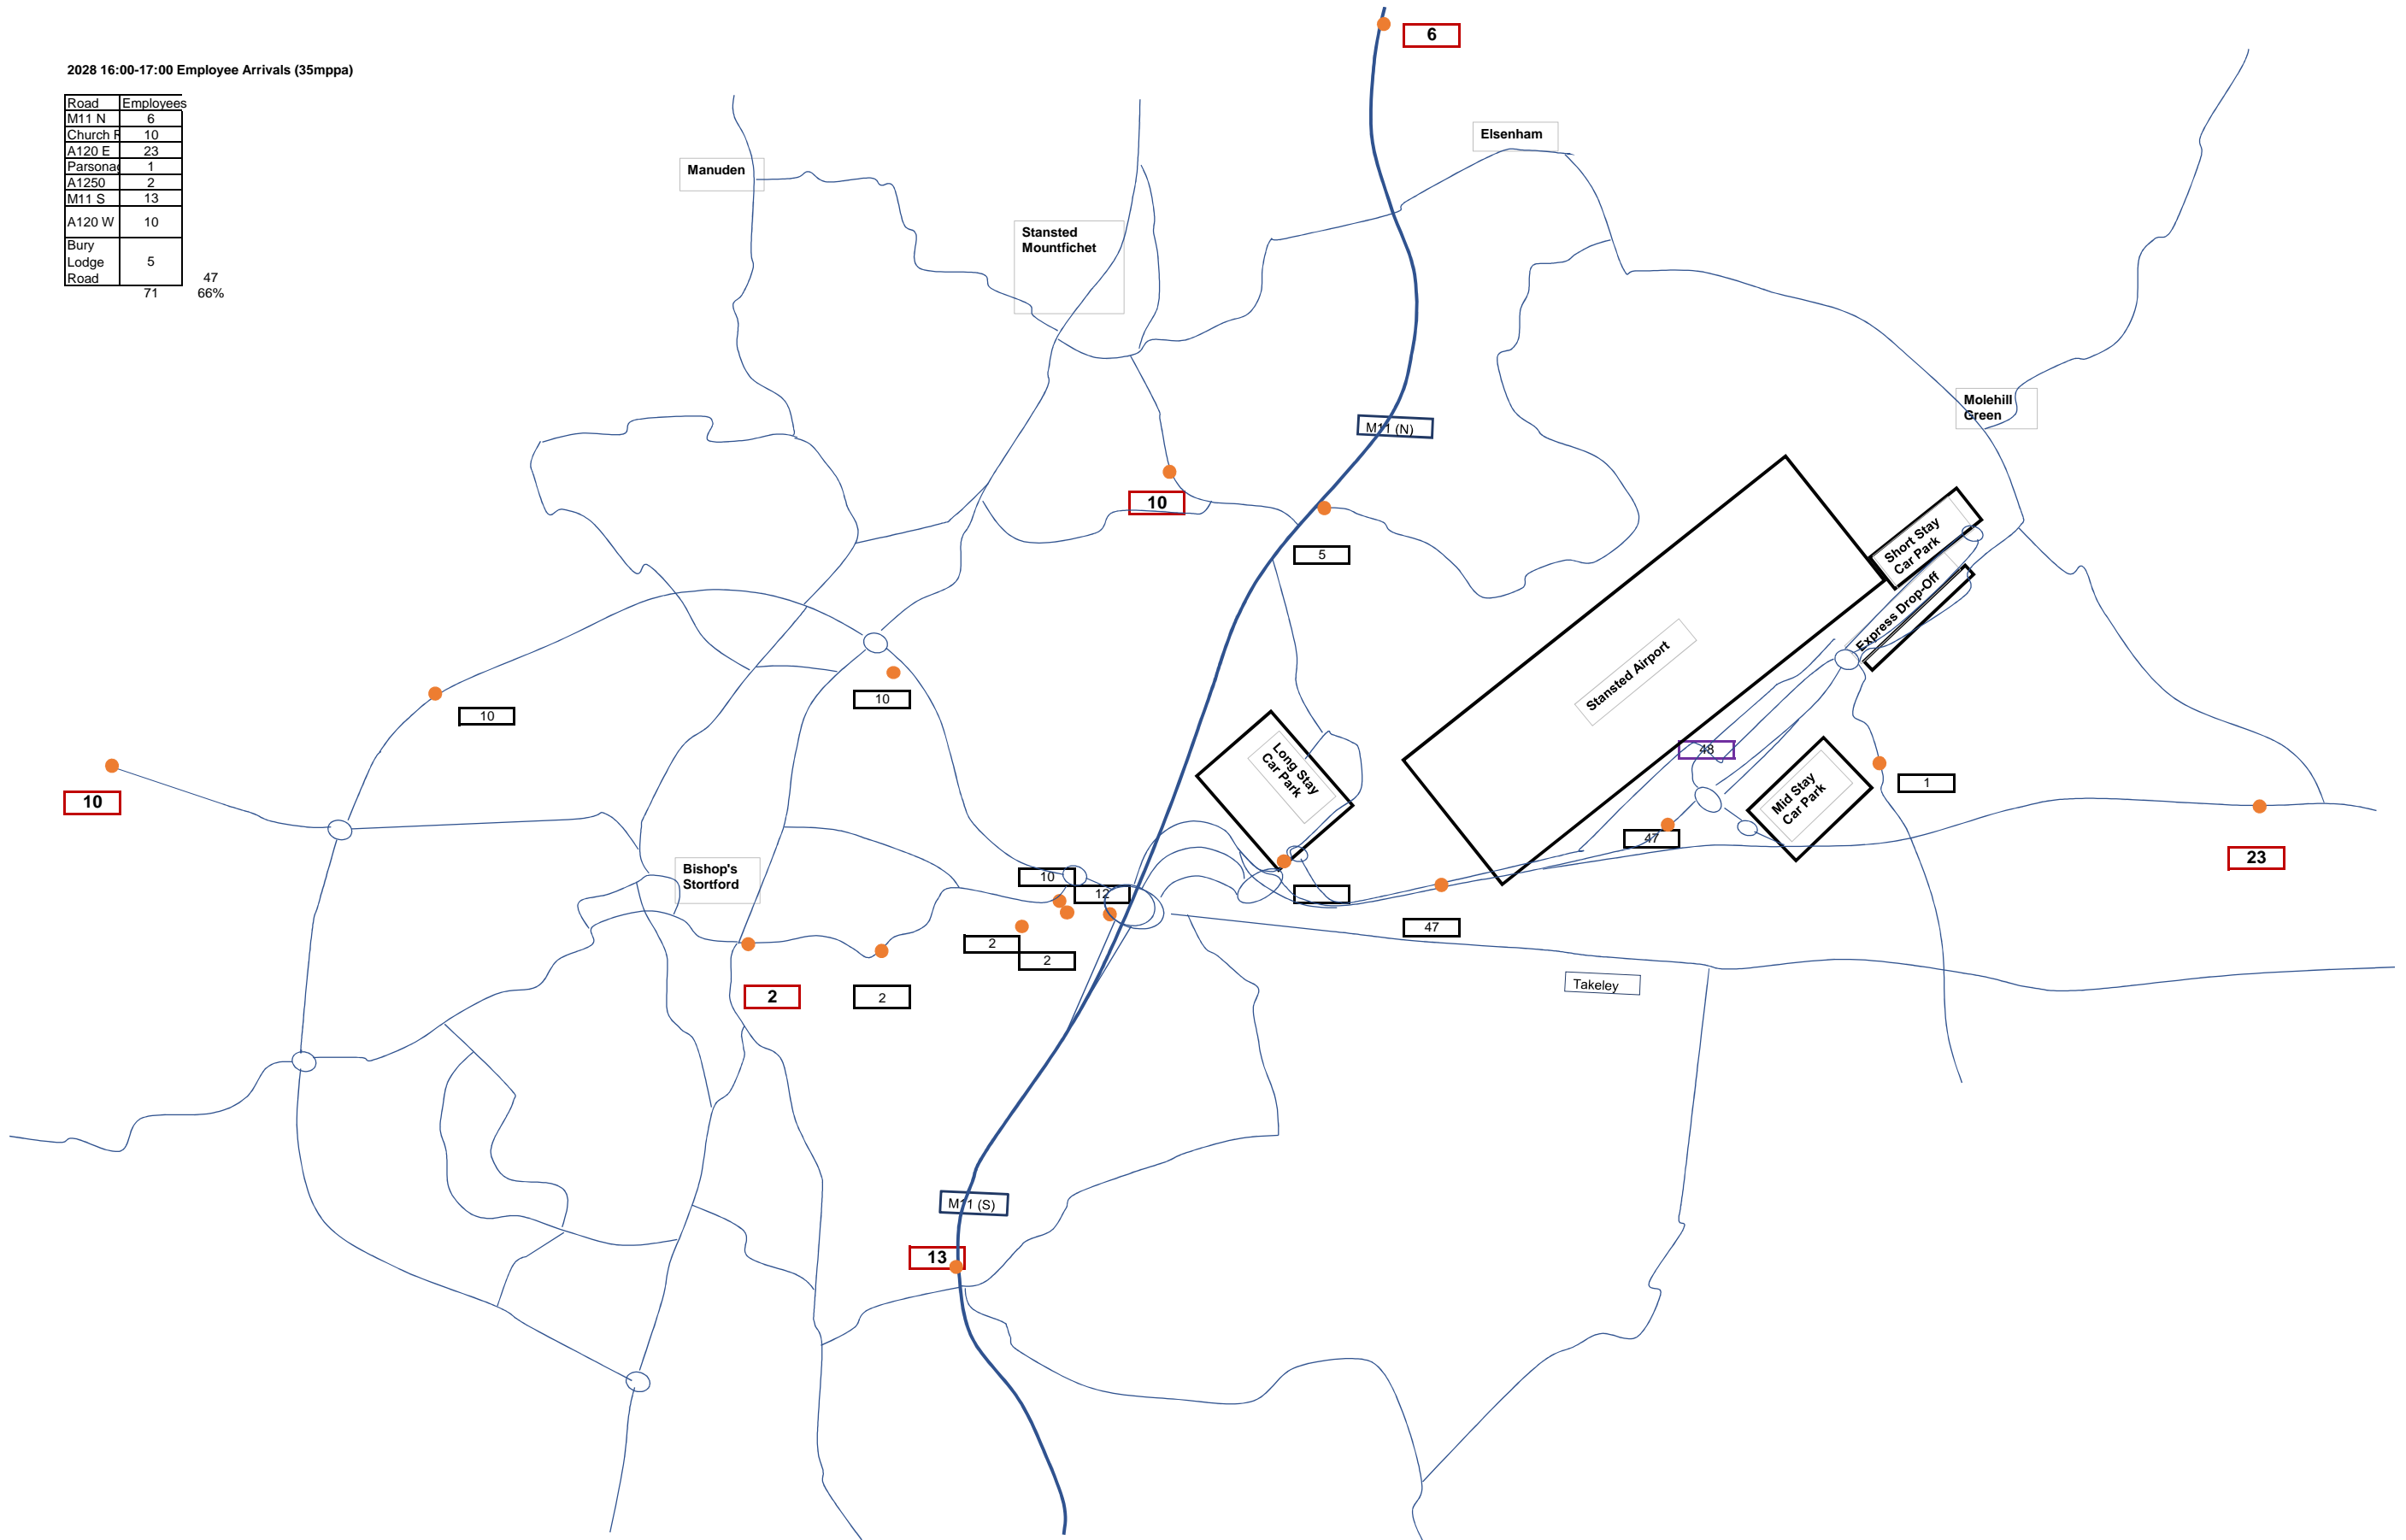 6
2028 16:00-17:00 Employee Arrivals (35mppa)
Road Employees
M11 N 6
Church R 10
A120 E 23
Parsonag 1
A1250 2
M11 S 13
A120 W 10
Bury
Lodge 5
Road 47
71 66%
Elsenham
Manuden
Stansted
Mountfichet
Molehill
Green
M11 (N)
10
5
Short Stay
Car Park
Express Drop-Off
Stansted Airport
10
10
10
48
Long Stay
Car Park
Mid Stay
Car Park
1
47
23
Bishop's
Stortford
10
12
47
2
2
2
2
Takeley
M11 (S)
13